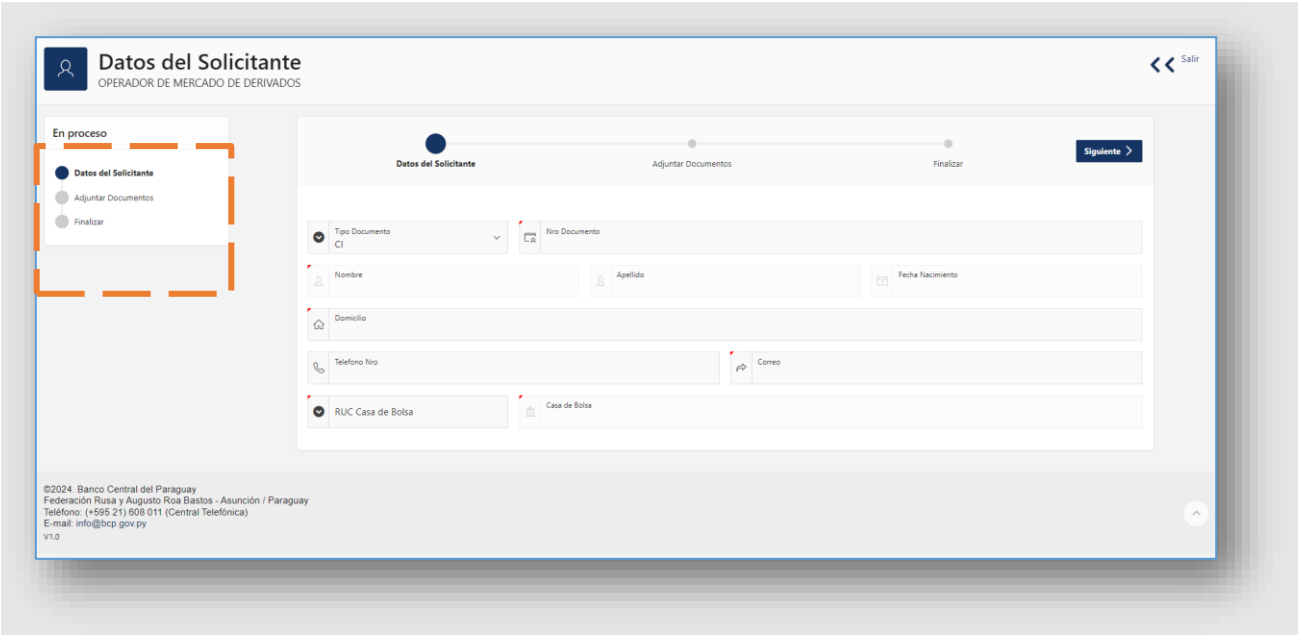 Datos del Solicitante
OPERADOR DE MERCADO DE DERIVADOS
Salir
En proceso
Datos del Solicitante
Adjuntar Documentos
Finalizar
Datos del Solicitante
Adjuntar Documentos
Finalizar
Siguiente
Tipo Documento
CI
Nro Documento
Nombre
Apellido
Fecha Nacimiento
Domicilio
Telefono Nro
Correo
RUC Casa de Bolsa
Casa de Bolsa
©2024. Banco Central del Paraguay
Federación Rusa y Augusto Roa Bastos - Asunción / Paraguay
Teléfono: (+595 21) 608 011 (Central Telefónica)
E-mail: info@bcp.gov.py
V1.0